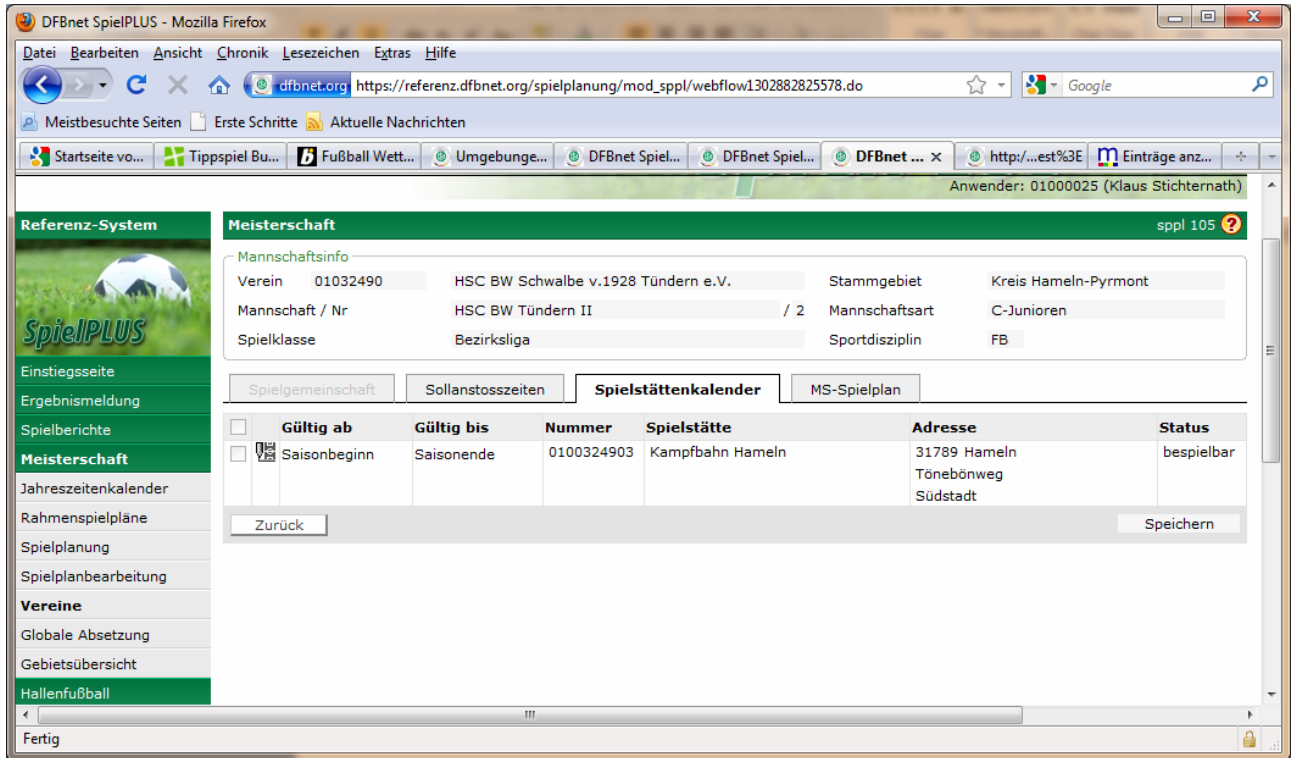 DFBnet SpielPLUS - Mozilla Firefox
Datei Bearbeiten Ansicht Chronik Lesezeichen Extras Hilfe
dfbnet.org https://referenz.dfbnet.org/spielplanung/mod_sppl/webflow1302882825578.do Google
Meistbesuchte Seiten Erste Schritte Aktuelle Nachrichten
Startseite vo... Tippspiel Bu... Fußball Wett... Umgebunge... DFBnet Spiel... DFBnet Spiel... DFBnet ... http:/...est%3E Einträge anz...
Anwender: 01000025 (Klaus Stichternath)
Referenz-System
SpielPLUS
Einstiegsseite
Ergebnismeldung
Spielberichte
Meisterschaft
Jahreszeitenkalender
Rahmenspielpläne
Spielplanung
Spielplanbearbeitung
Vereine
Globale Absetzung
Gebietsübersicht
Hallenfußball
Meisterschaft sppl 105 ?
Mannschaftsinfo
Verein 01032490 HSC BW Schwalbe v.1928 Tündern e.V. Stammgebiet Kreis Hameln-Pyrmont
Mannschaft / Nr HSC BW Tündern II / 2 Mannschaftsart C-Junioren
Spielklasse Bezirksliga Sportdisziplin FB
Spielgemeinschaft Sollanstosszeiten Spielstättenkalender MS-Spielplan
Gültig ab Gültig bis Nummer Spielstätte Adresse Status
Saisonbeginn Saisonende 0100324903 Kampfbahn Hameln 31789 Hameln bespielbar
Tönebönweg
Südstadt
Zurück Speichern
Fertig